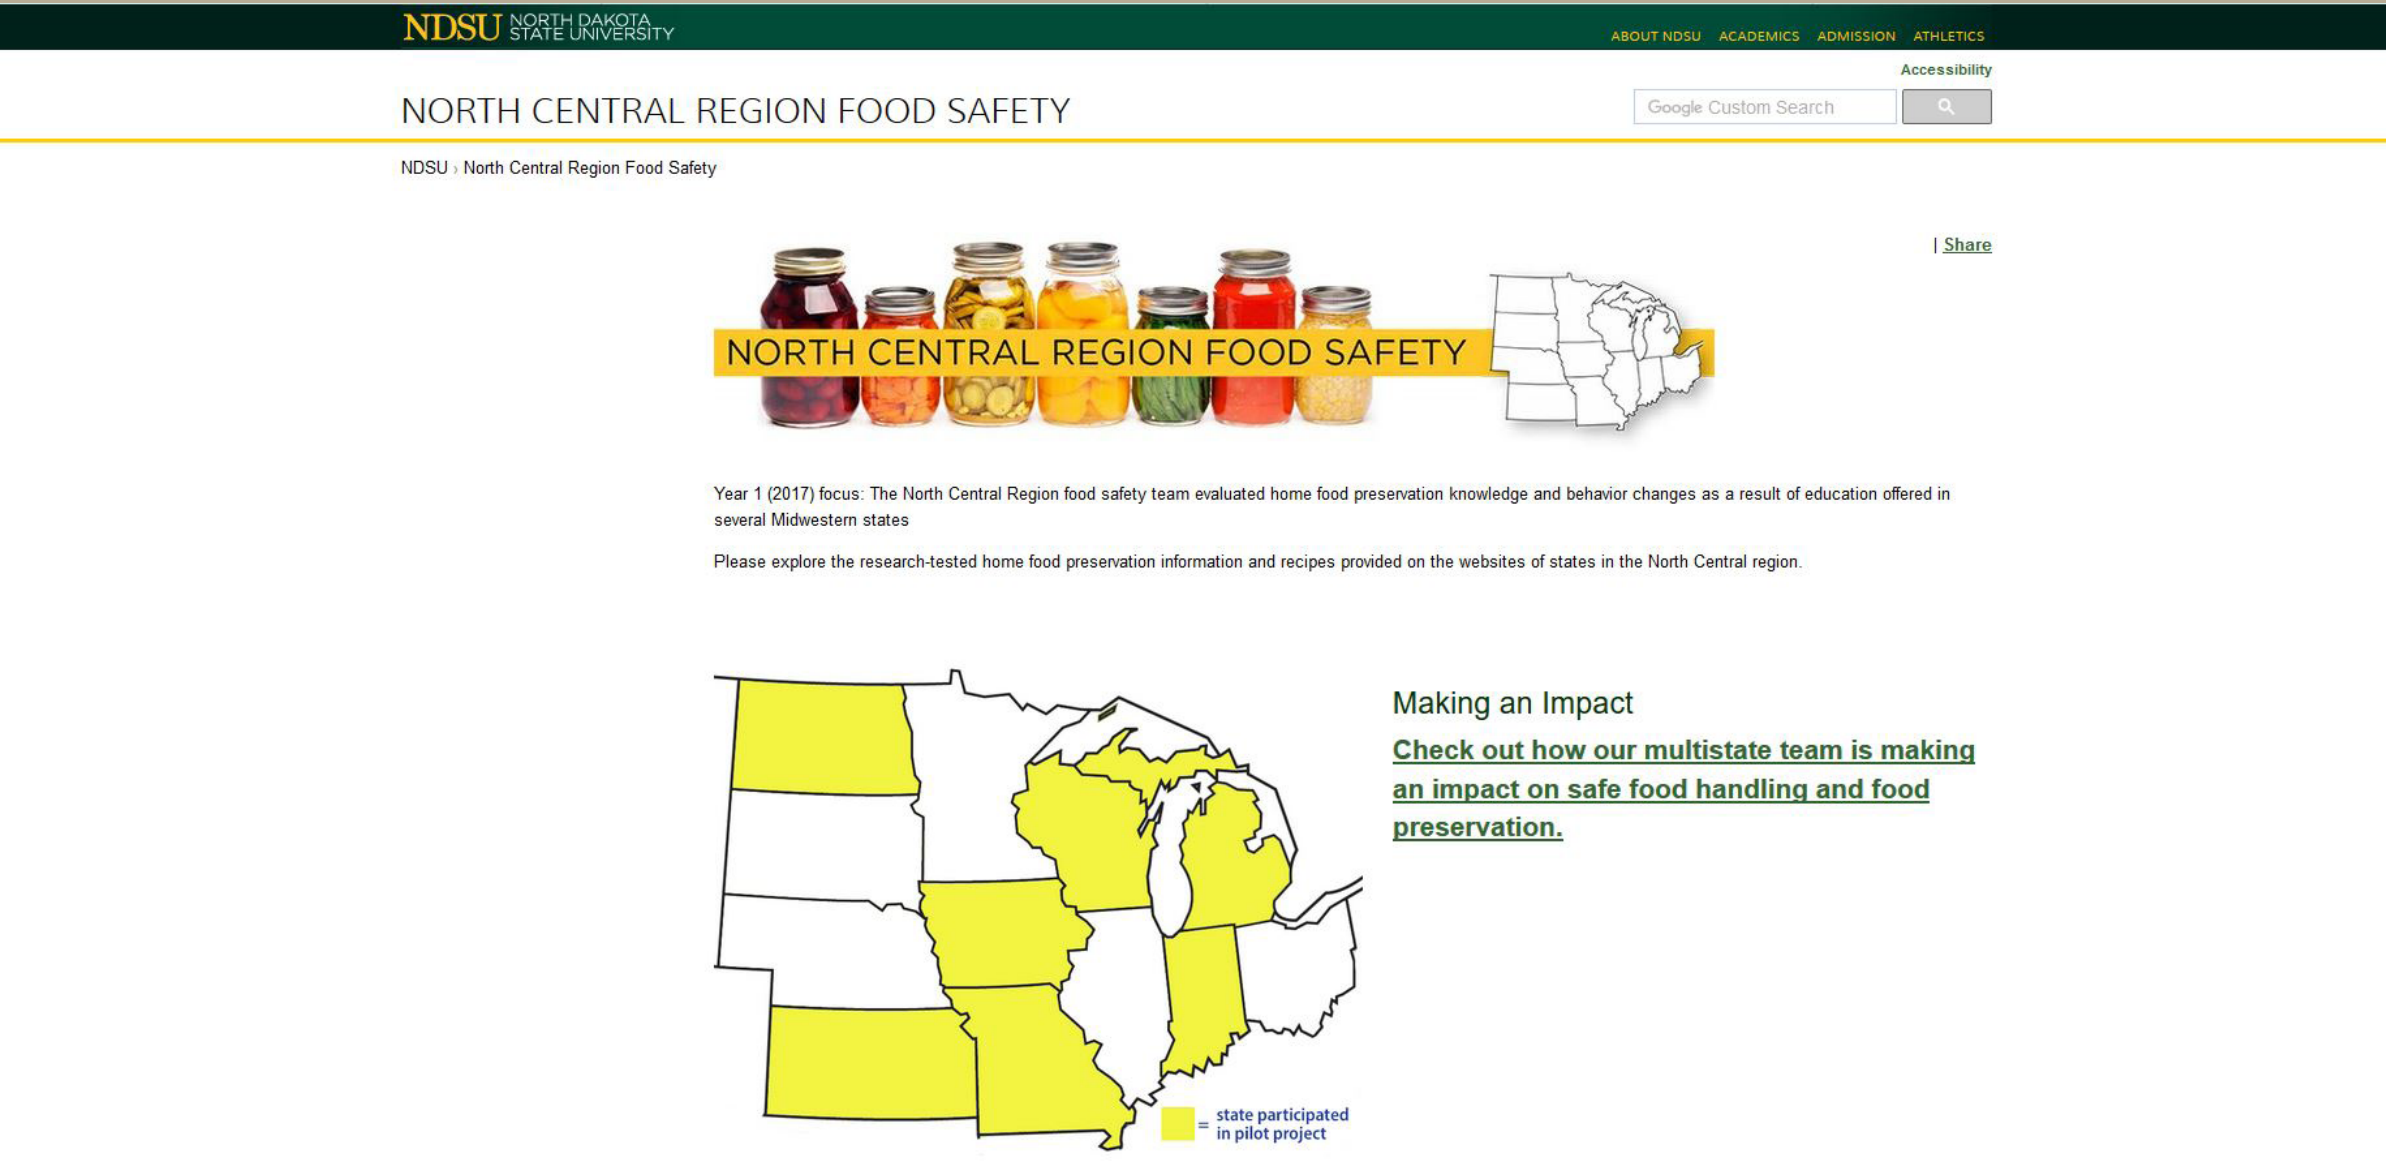 NDSU NORTH DAKOTA
STATE UNIVERSITY
ABOUT NDSU ACADEMICS ADMISSION ATHLETICS
Accessibility
NORTH CENTRAL REGION FOOD SAFETY
Google Custom Search
NDSU › North Central Region Food Safety
| Share
NORTH CENTRAL REGION FOOD SAFETY
Year 1 (2017) focus: The North Central Region food safety team evaluated home food preservation knowledge and behavior changes as a result of education offered in
several Midwestern states
Please explore the research-tested home food preservation information and recipes provided on the websites of states in the North Central region.
Making an Impact
Check out how our multistate team is making
an impact on safe food handling and food
preservation.
= state participated
in pilot project